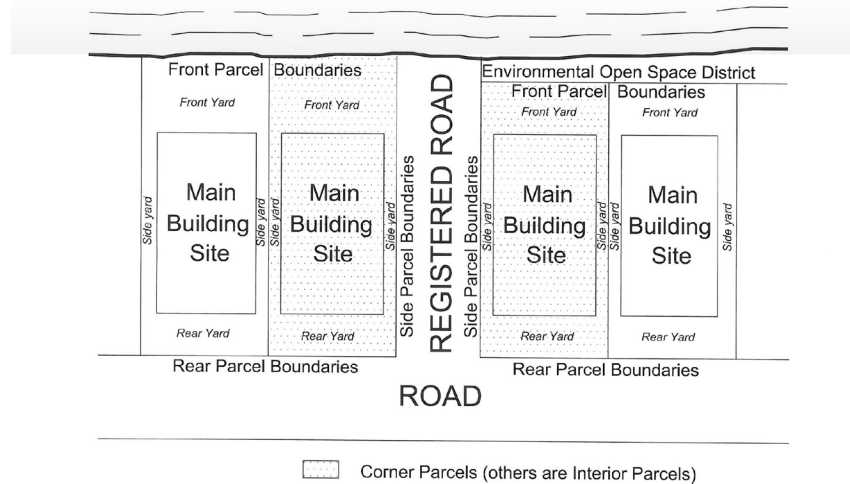 Front Parcel Boundaries
Environmental Open Space District
Front Parcel Boundaries
Front Yard
Front Yard
Front Yard
Front Yard
Side yard
Main
Building
Site
Side yard
Side yard
Main
Building
Site
Side yard
Side Parcel Boundaries
REGISTERED ROAD
Side Parcel Boundaries
Side yard
Main
Building
Site
Side yard
Side yard
Main
Building
Site
Side yard
Rear Yard
Rear Yard
Rear Yard
Rear Yard
Rear Parcel Boundaries
Rear Parcel Boundaries
ROAD
Corner Parcels (others are Interior Parcels)